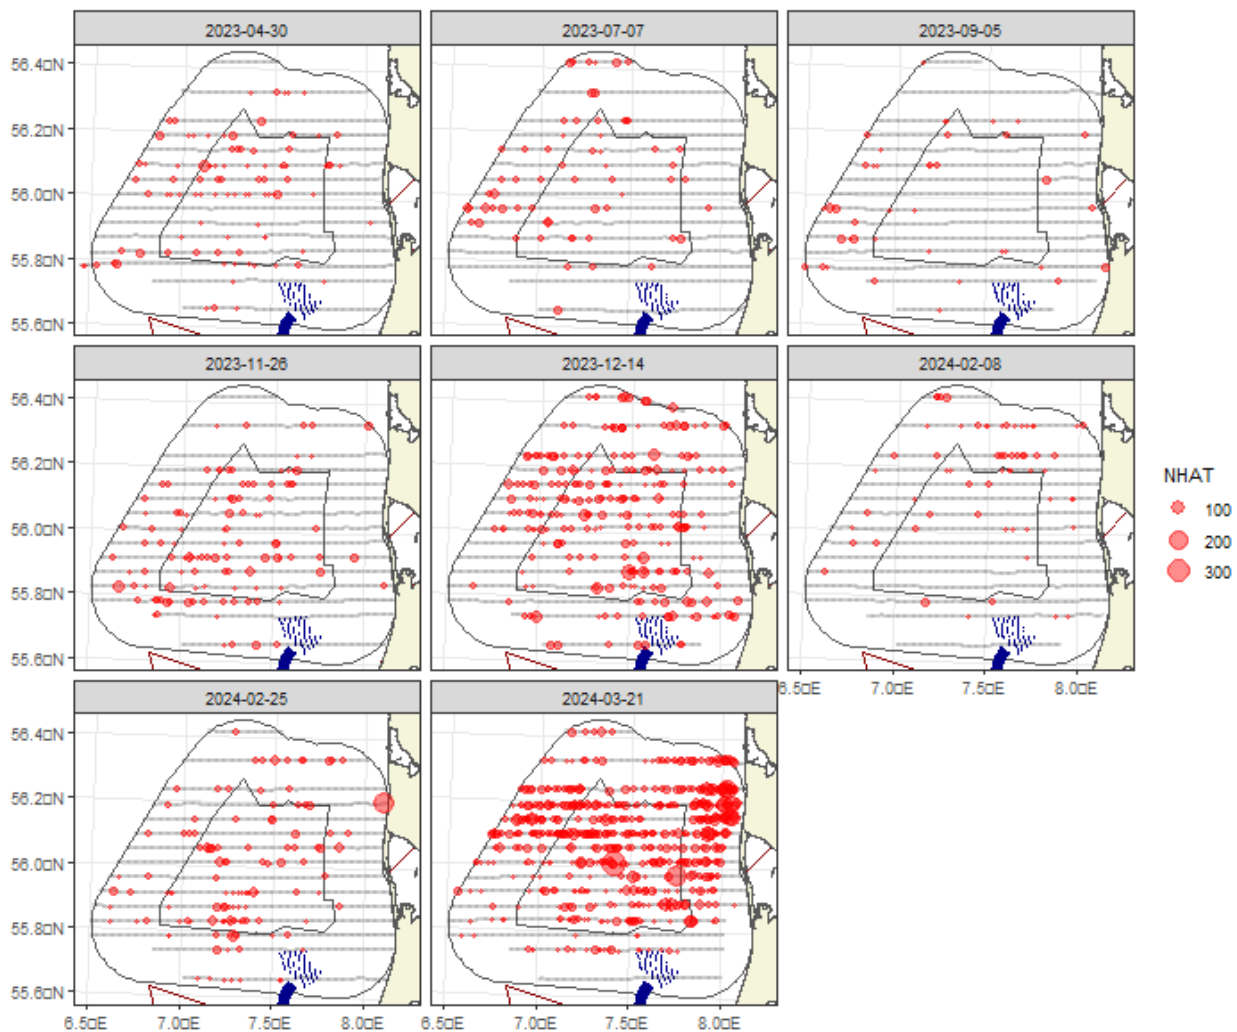 2023-04-30 2023-07-07 2023-09-05
56.4□N
56.2□N
56.0□N
55.8□N
55.6□N
2023-11-26 2023-12-14 2024-02-08
56.4□N
56.2□N
56.0□N
55.8□N
55.6□N
NHAT
100
200
300
6.5□E 7.0□E 7.5□E 8.0□E
2024-02-25 2024-03-21
56.4□N
56.2□N
56.0□N
55.8□N
55.6□N
6.5□E 7.0□E 7.5□E 8.0□E 6.5□E 7.0□E 7.5□E 8.0□E